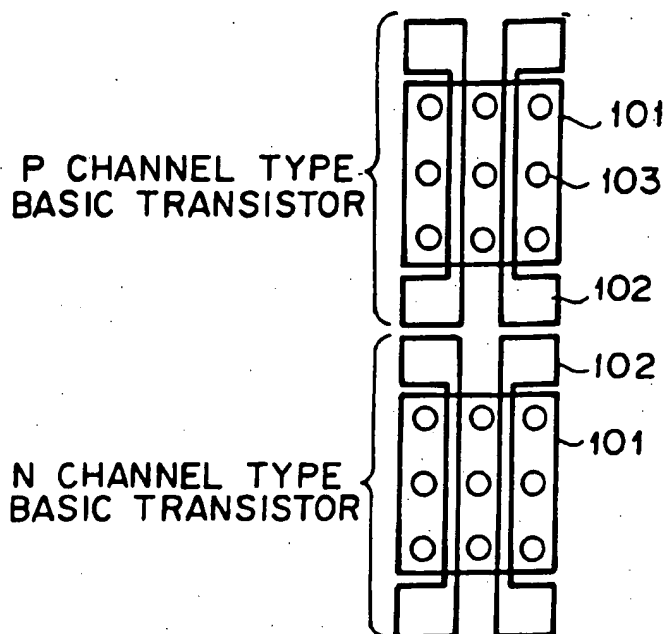 P CHANNEL TYPE
BASIC TRANSISTOR
101
103
102
102
101
N CHANNEL TYPE
BASIC TRANSISTOR